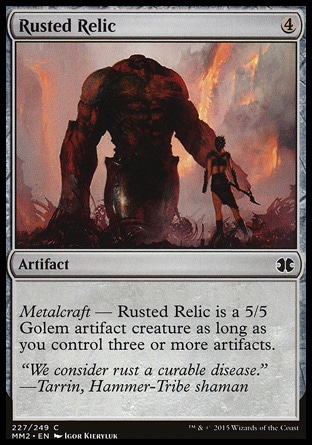 Rusted Relic 4
Artifact
Metalcraft — Rusted Relic is a 5/5
Golem artifact creature as long as
you control three or more artifacts.
"We consider rust a curable disease."
—Tarrin, Hammer-Tribe shaman
227/249 C
MM2 • EN Igor Kieryluk
™ & © 2015 Wizards of the Coast